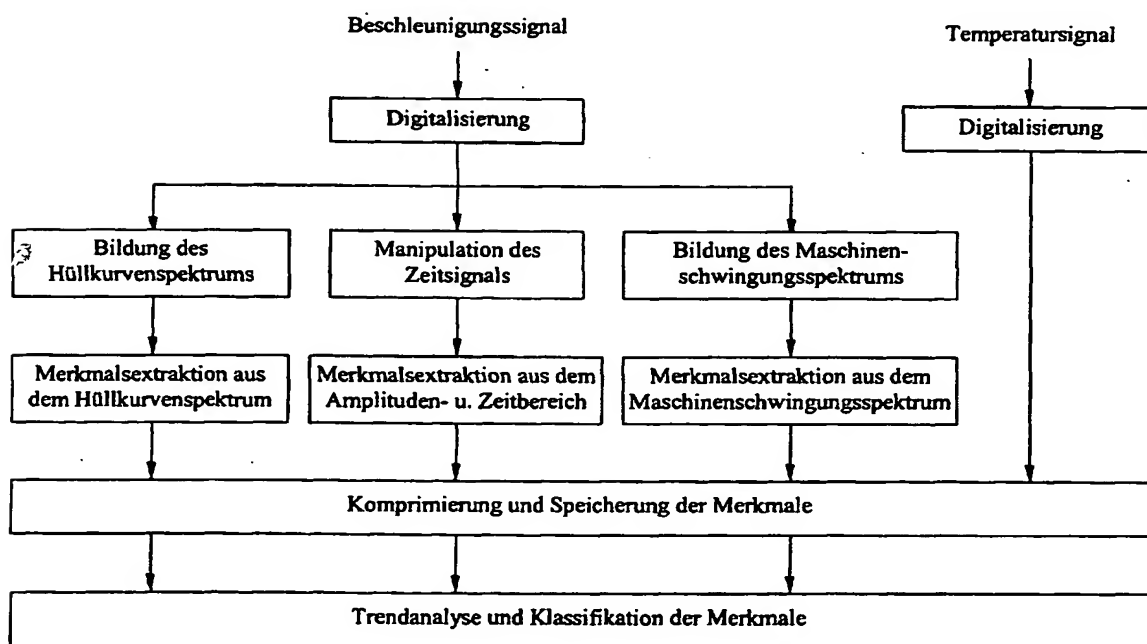 Beschleunigungssignal
Temperatursignal
Digitalisierung
Digitalisierung
Bildung des
Hüllkurvenspektrums
Manipulation des
Zeitsignals
Bildung des Maschinen-
schwingungsspektrums
Merkmalsextraktion aus
dem Hüllkurvenspektrum
Merkmalsextraktion aus dem
Amplituden- u. Zeitbereich
Merkmalsextraktion aus dem
Maschinenschwingungsspektrum
Komprimierung und Speicherung der Merkmale
Trendanalyse und Klassifikation der Merkmale